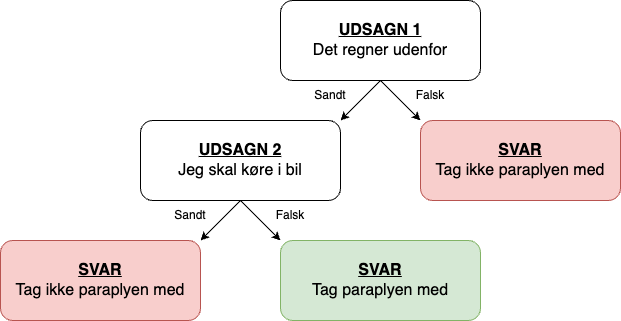 UDSAGN 1
Det regner udenfor
Sandt
Falsk
UDSAGN 2
Jeg skal køre i bil
SVAR
Tag ikke paraplyen med
Sandt
Falsk
SVAR
Tag ikke paraplyen med
SVAR
Tag paraplyen med